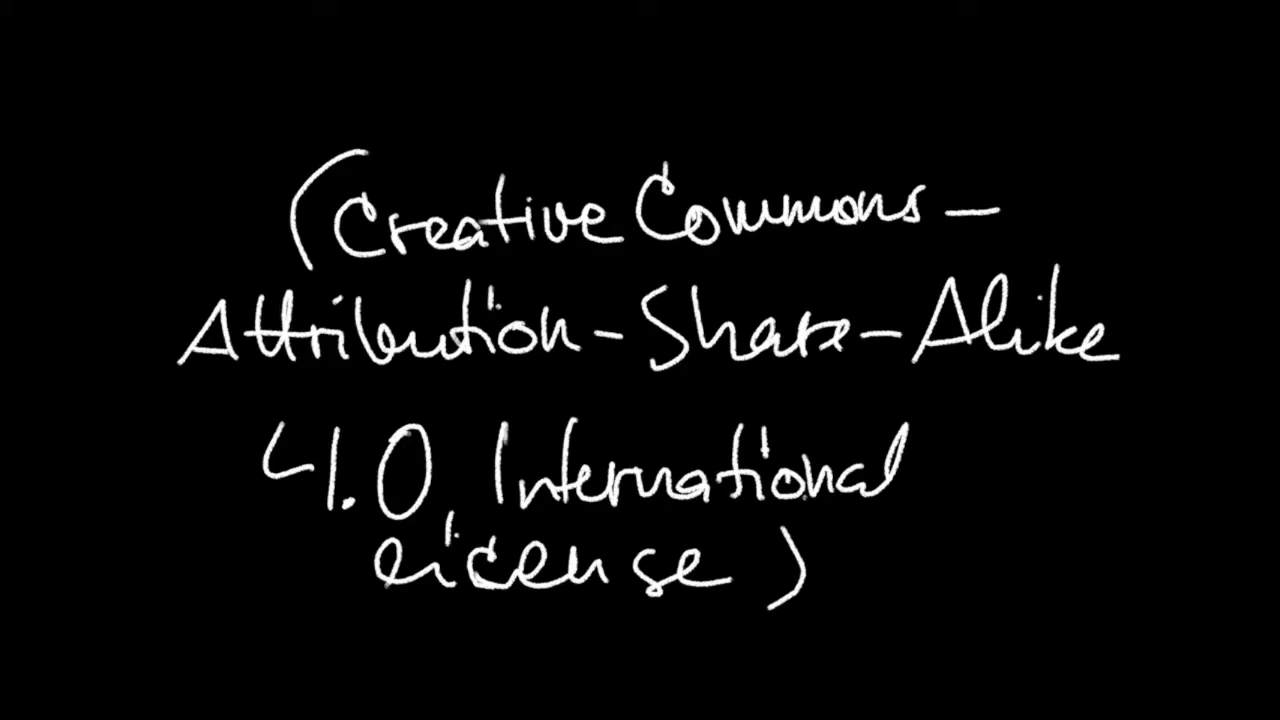 (Creative Commons-
Attribution-Share-Alike
4.0 International
license)